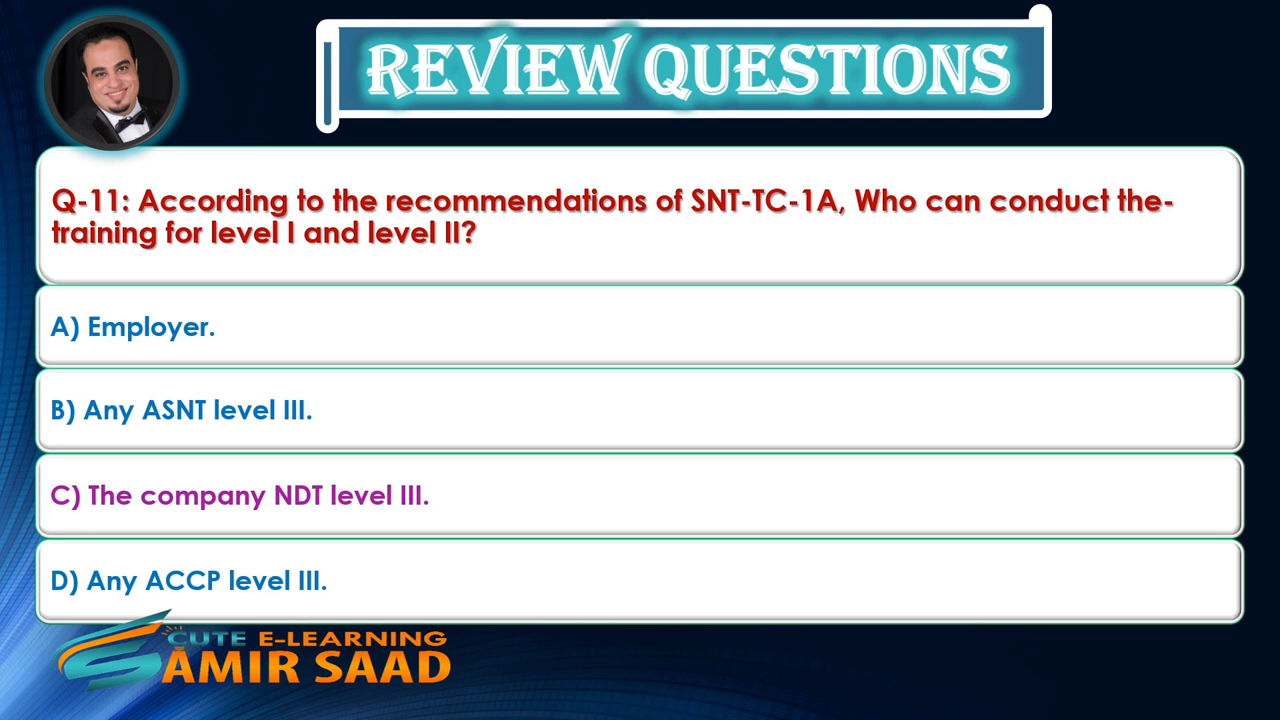 REVIEW QUESTIONS
Q-11: According to the recommendations of SNT-TC-1A, Who can conduct the-
training for level I and level II?
A) Employer.
B) Any ASNT level III.
C) The company NDT level III.
D) Any ACCP level III.
CUTE E-LEARNING
AMIR SAAD